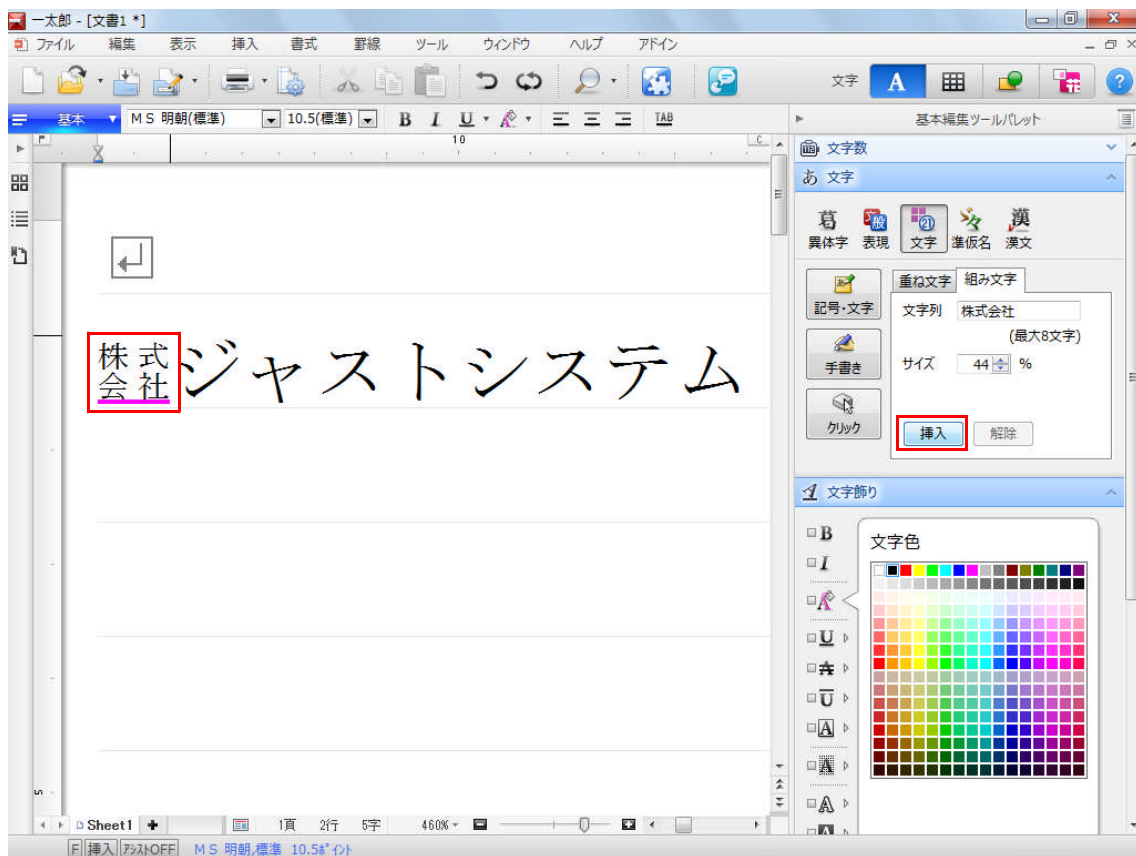 一太郎 - [文書1 *]
ファイル 編集 表示 挿入 書式 罫線 ツール ウィンドウ ヘルプ アドイン
文字 A
基本 ＭＳ 明朝(標準) 10.5(標準) B I U TAB
基本編集ツールパレット
10
文字数
あ 文字
異体字 表現 文字 準仮名 漢文
記号・文字
手書き
クリック
重ね文字 組み文字
文字列 株式会社
(最大8文字)
サイズ 44 %
挿入 解除
株式
会社
ジャストシステム
文字飾り
文字色
5
Sheet1 1頁 2行 5字 460%
F 挿入 アシストOFF ＭＳ 明朝,標準 10.5ポイント